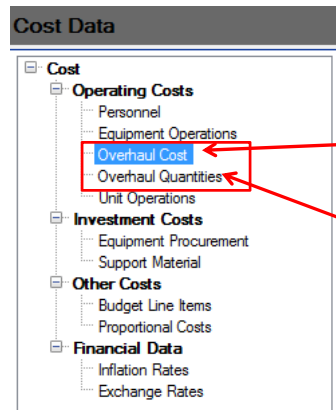 Cost Data
Cost
Operating Costs
Personnel
Equipment Operations
Overhaul Cost
Overhaul Quantities
Unit Operations
Investment Costs
Equipment Procurement
Support Material
Other Costs
Budget Line Items
Proportional Costs
Financial Data
Inflation Rates
Exchange Rates